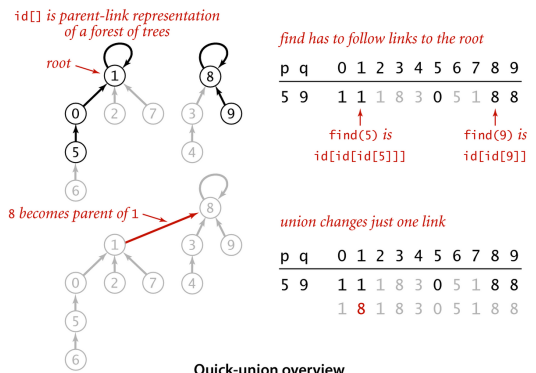 id[] is parent-link representation
of a forest of trees
root
1
8
0
2
7
3
9
5
4
6
find has to follow links to the root
p q 0 1 2 3 4 5 6 7 8 9
5 9 1 1 1 8 3 0 5 1 8 8
find(5) is
id[id[id[5]]]
find(9) is
id[id[9]]
8 becomes parent of 1
8
1
3
9
0
2
7
4
5
6
union changes just one link
p q 0 1 2 3 4 5 6 7 8 9
5 9 1 1 1 8 3 0 5 1 8 8
1 8 1 8 3 0 5 1 8 8
Quick-union overview